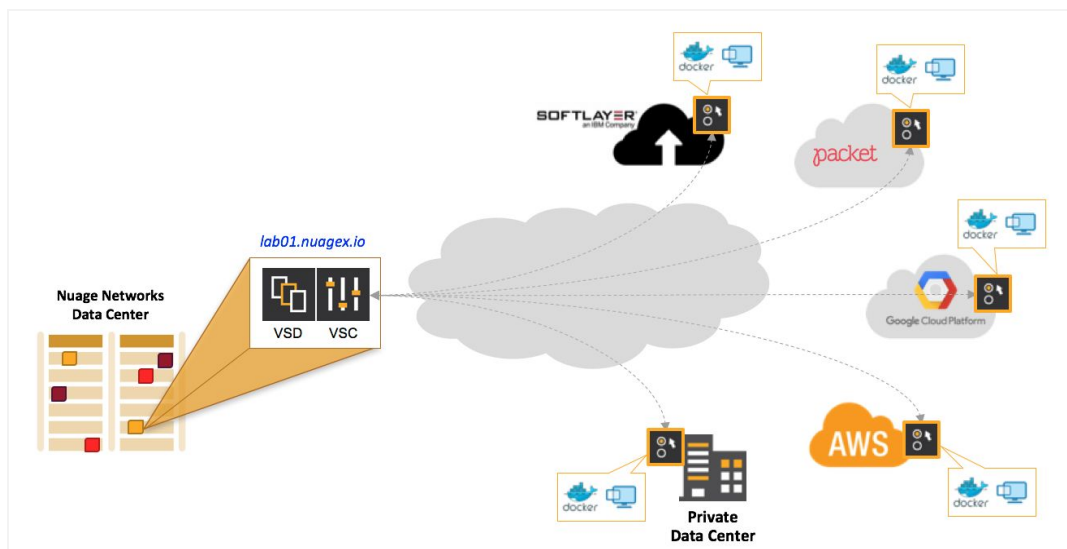 docker
docker
SOFTLAYER®
an IBM Company
packet
lab01.nuagex.io
docker
Nuage Networks
Data Center
VSD VSC
Google Cloud Platform
AWS
docker
docker
Private
Data Center